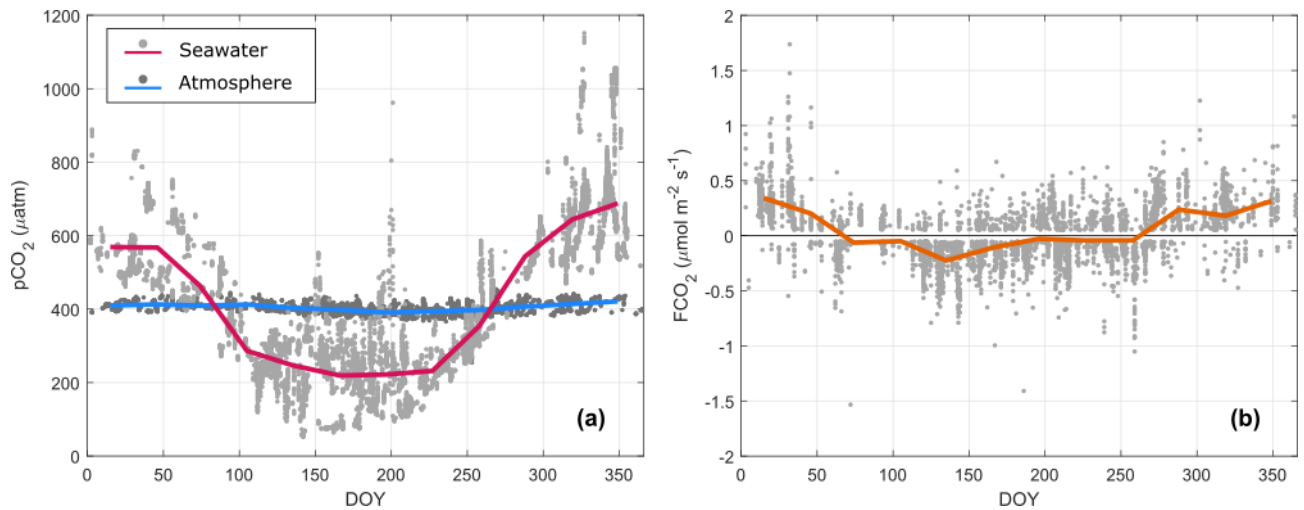 1200
1000
800
600
400
200
0
pCO₂ (μatm)
Seawater
Atmosphere
(a)
0 50 100 150 200 250 300 350
DOY
2
1.5
1
0.5
0
-0.5
-1
-1.5
-2
FCO₂ (μmol m⁻² s⁻¹)
(b)
0 50 100 150 200 250 300 350
DOY